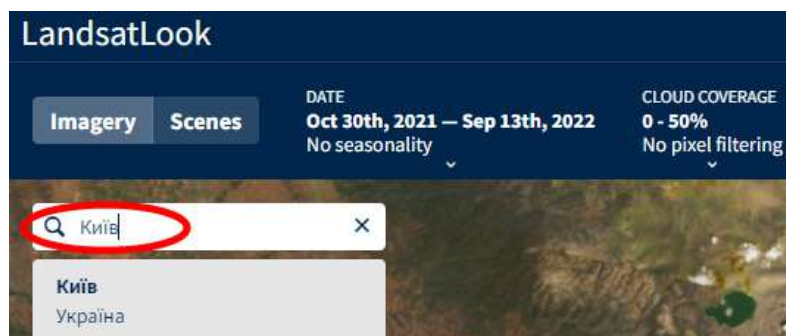 LandsatLook
Imagery Scenes
DATE
Oct 30th, 2021 — Sep 13th, 2022
No seasonality
CLOUD COVERAGE
0 - 50%
No pixel filtering
Київ
Київ
Україна